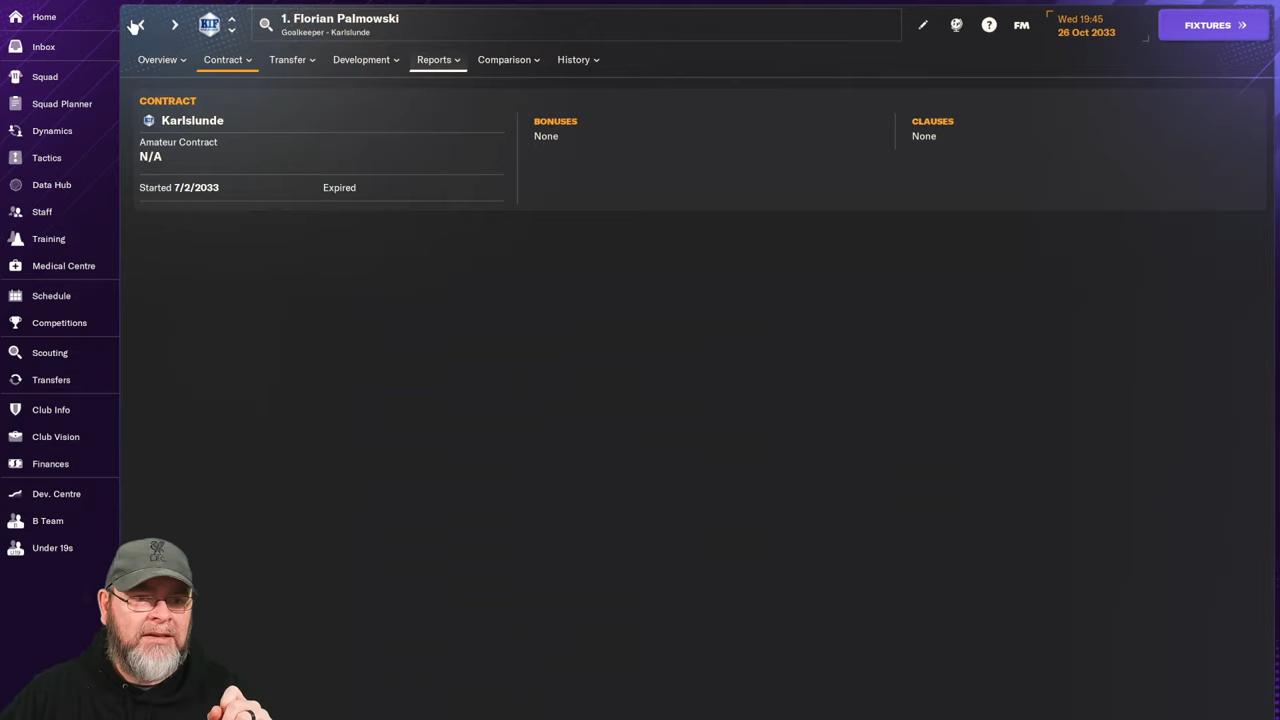 Home
Inbox
Squad
Squad Planner
Dynamics
Tactics
Data Hub
Staff
Training
Medical Centre
Schedule
Competitions
Scouting
Transfers
Club Info
Club Vision
Finances
Dev. Centre
B Team
Under 19s
KIF
1. Florian Palmowski
Goalkeeper - Karlslunde
?
FM
Wed 19:45
26 Oct 2033
FIXTURES
Overview
Contract
Transfer
Development
Reports
Comparison
History
CONTRACT
Karlslunde
Amateur Contract
N/A
Started 7/2/2033 Expired
BONUSES
None
CLAUSES
None